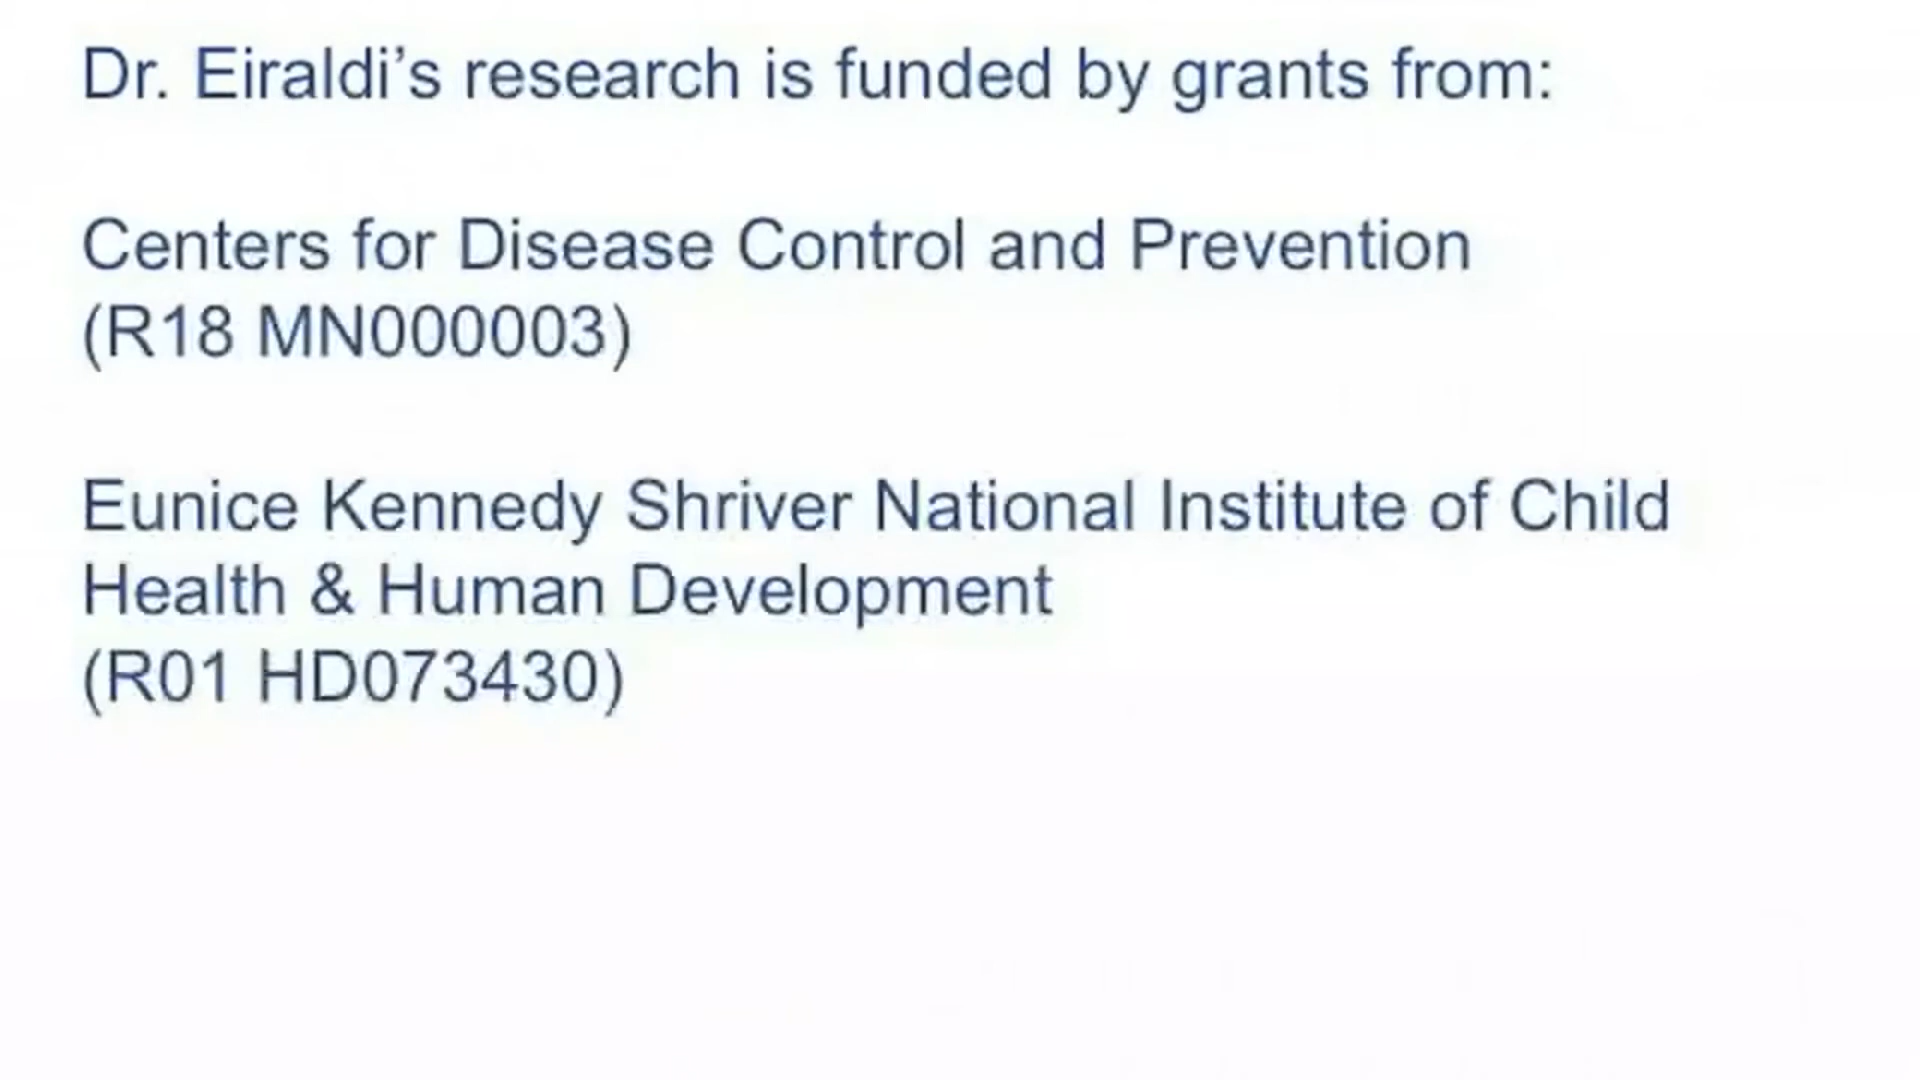 Dr. Eiraldi’s research is funded by grants from:
Centers for Disease Control and Prevention
(R18 MN000003)
Eunice Kennedy Shriver National Institute of Child
Health & Human Development
(R01 HD073430)